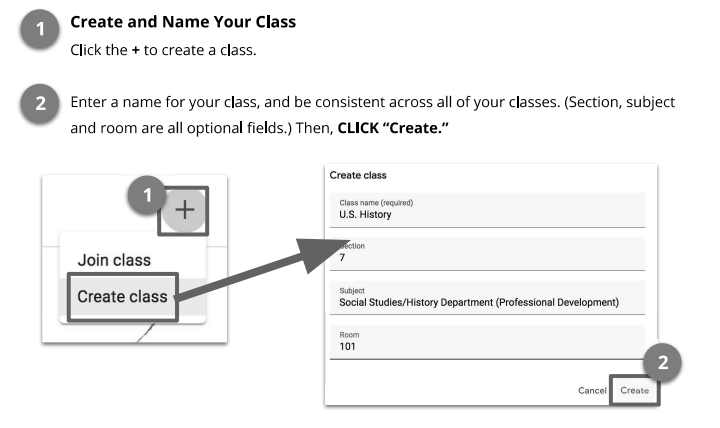 1
Create and Name Your Class
Click the + to create a class.
2
Enter a name for your class, and be consistent across all of your classes. (Section, subject
and room are all optional fields.) Then, CLICK “Create.”
1
+
Join class
Create class
Create class
Class name (required)
U.S. History
Section
7
Subject
Social Studies/History Department (Professional Development)
Room
101
2
Cancel Create